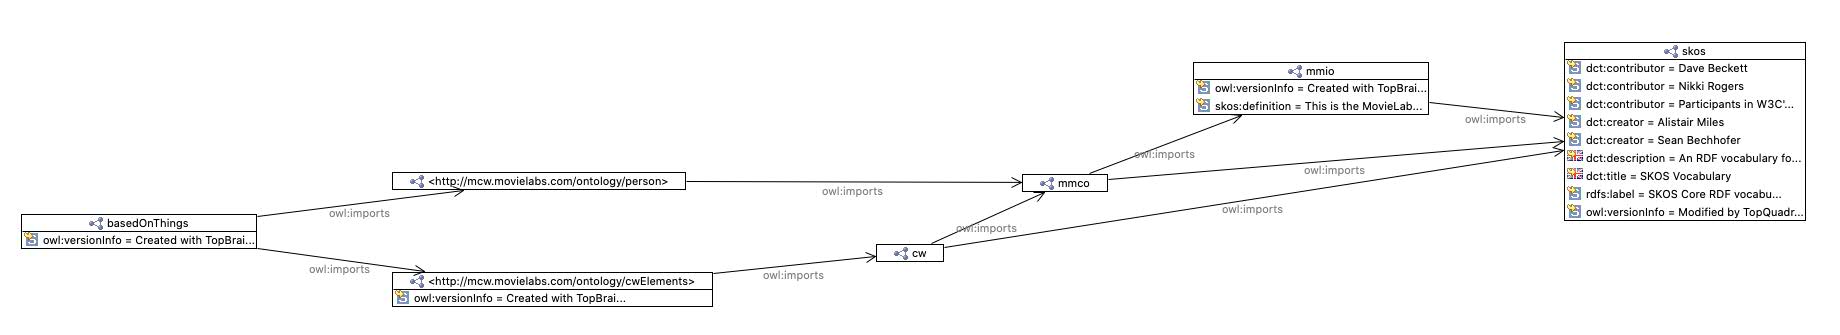 skos
dct:contributor = Dave Beckett
dct:contributor = Nikki Rogers
dct:contributor = Participants in W3C'...
dct:creator = Alistair Miles
dct:creator = Sean Bechhofer
dct:description = An RDF vocabulary fo...
dct:title = SKOS Vocabulary
rdfs:label = SKOS Core RDF vocabu...
owl:versionInfo = Modified by TopQuadr...
mmio
owl:versionInfo = Created with TopBrai...
skos:definition = This is the MovieLab...
owl:imports
owl:imports
owl:imports
<http://mcw.movielabs.com/ontology/person>
owl:imports
mmco
owl:imports
owl:imports
owl:imports
basedOnThings
owl:versionInfo = Created with TopBrai...
cw
owl:imports
owl:imports
<http://mcw.movielabs.com/ontology/cwElements>
owl:versionInfo = Created with TopBrai...